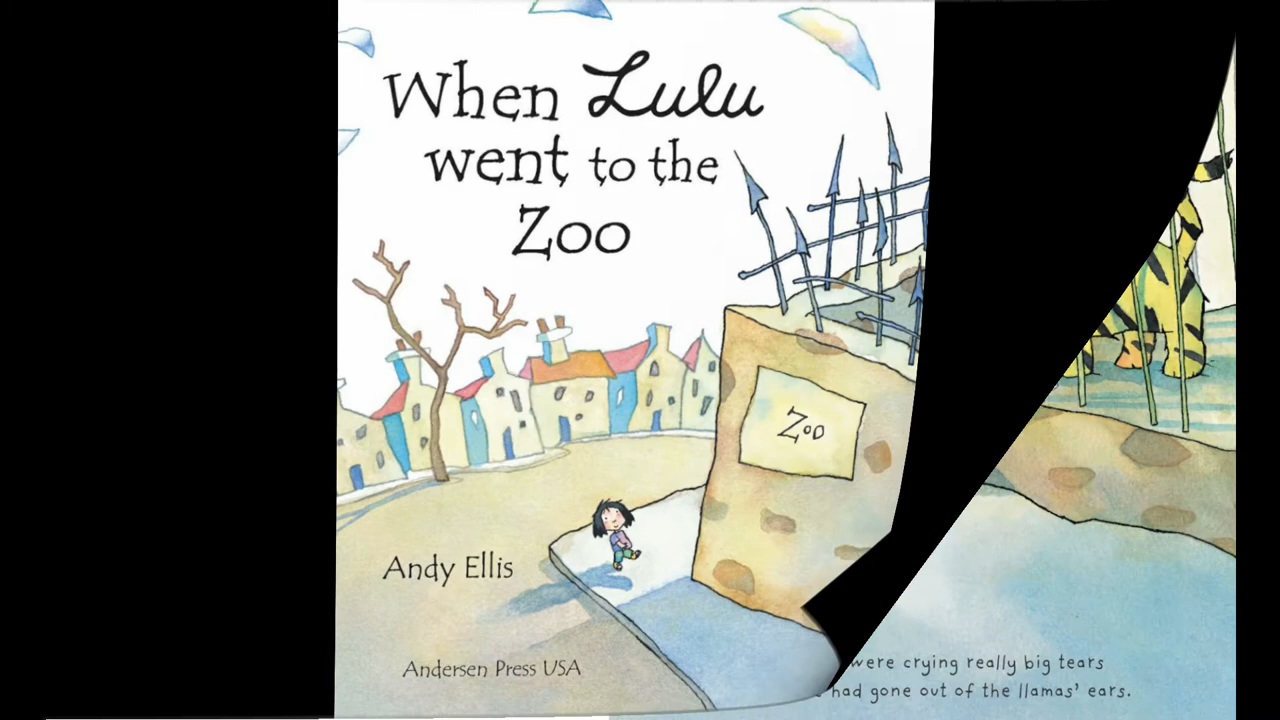 When Lulu
went to the
Zoo
Zoo
Andy Ellis
Andersen Press USA
were crying really big tears
had gone out of the llamas' ears.